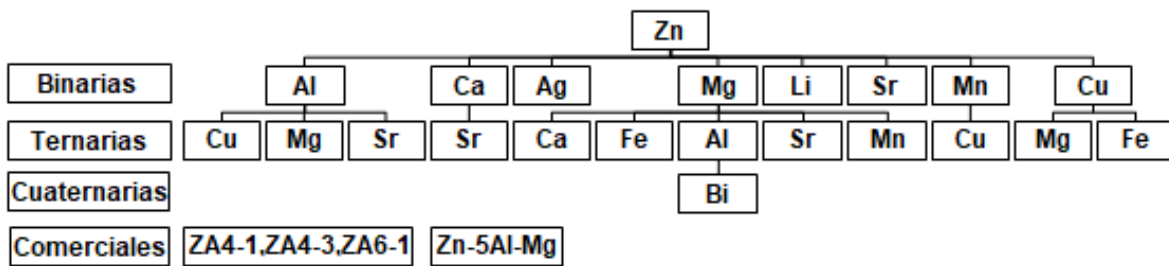 Zn
Binarias Al Ca Ag Mg Li Sr Mn Cu
Ternarias Cu Mg Sr Sr Ca Fe Al Sr Mn Cu Mg Fe
Cuaternarias Bi
Comerciales ZA4-1,ZA4-3,ZA6-1 Zn-5Al-Mg